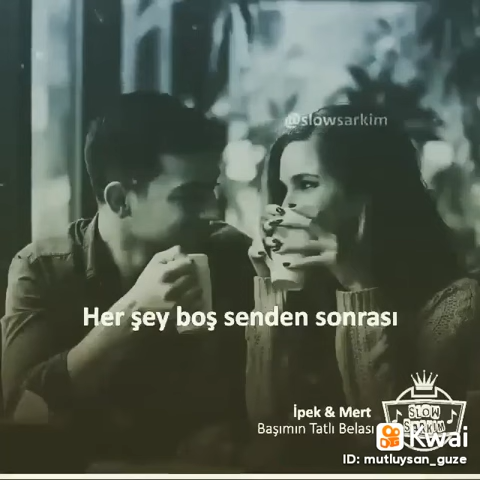 @slowsarkim
Her şey boş senden sonrası
İpek & Mert
Başımın Tatlı Belası
SLOW
ŞARKIM
Kwai
ID: mutluysan_guze